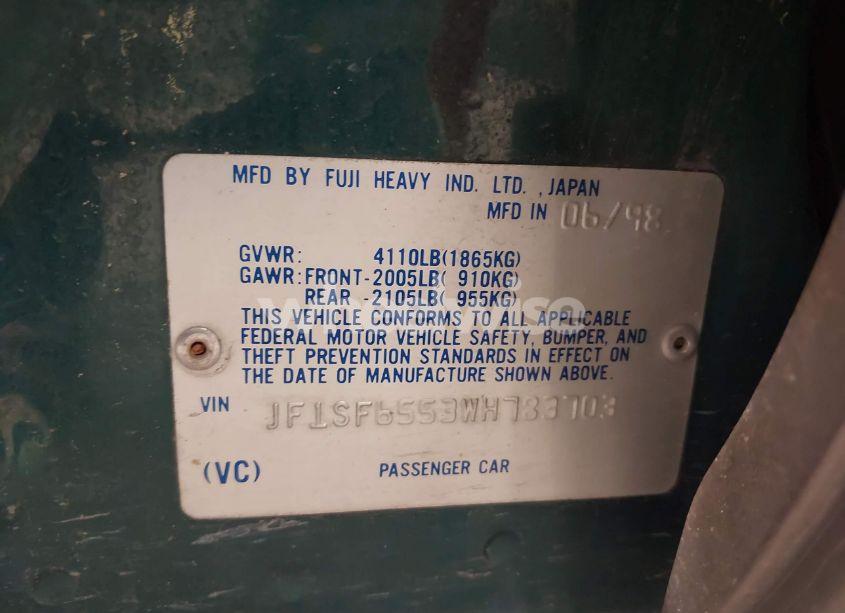 MFD BY FUJI HEAVY IND. LTD. , JAPAN
MFD IN 06/98
GVWR: 4110LB(1865KG)
GAWR: FRONT-2005LB( 910KG)
REAR -2105LB( 955KG)
THIS VEHICLE CONFORMS TO ALL APPLICABLE
FEDERAL MOTOR VEHICLE SAFETY, BUMPER, AND
THEFT PREVENTION STANDARDS IN EFFECT ON
THE DATE OF MANUFACTURE SHOWN ABOVE.
VIN JF1SF6553WH783703
(VC) PASSENGER CAR